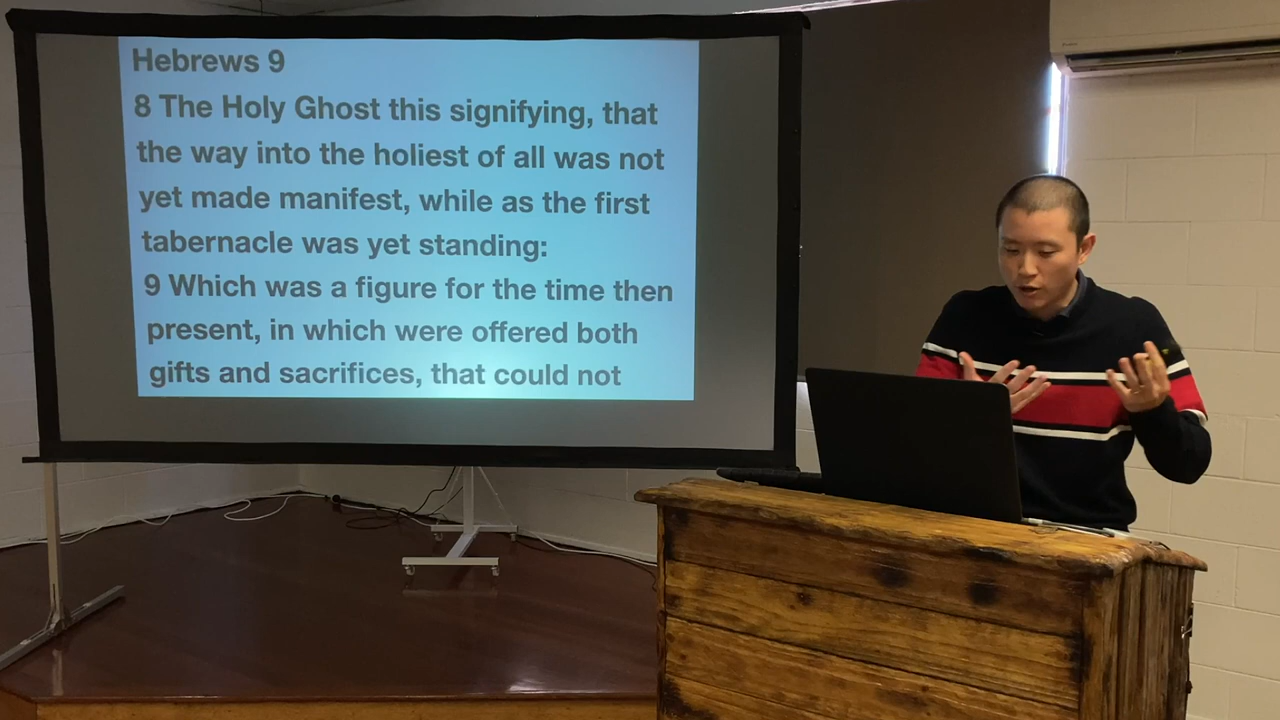 Hebrews 9
8 The Holy Ghost this signifying, that
the way into the holiest of all was not
yet made manifest, while as the first
tabernacle was yet standing:
9 Which was a figure for the time then
present, in which were offered both
gifts and sacrifices, that could not